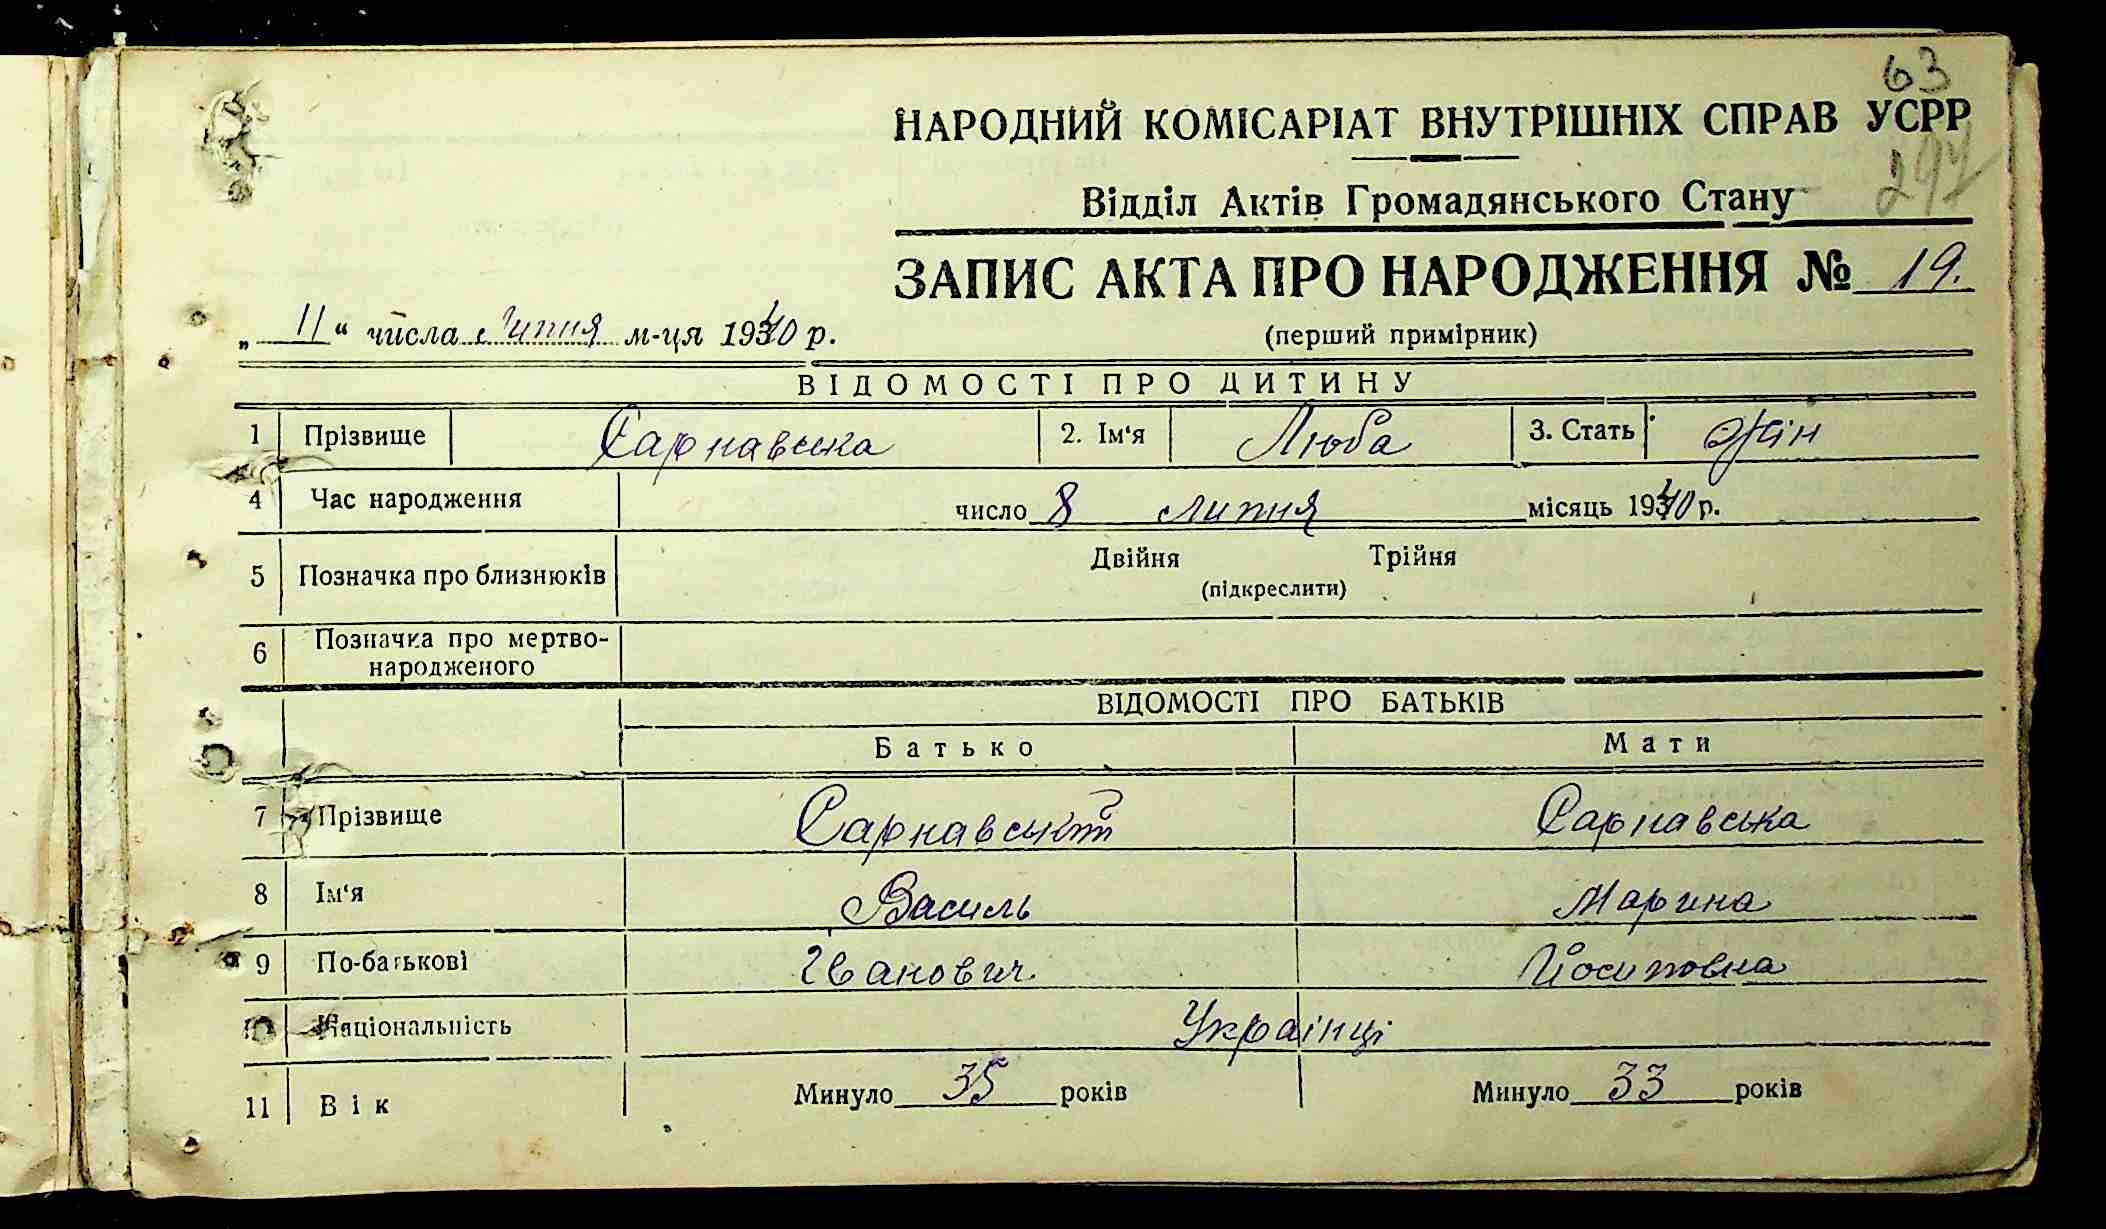 63
НАРОДНИЙ КОМІСАРІАТ ВНУТРІШНІХ СПРАВ УСРР
297
Відділ Актів Громадянського Стану
ЗАПИС АКТА ПРО НАРОДЖЕННЯ № 19.
„11“ числа липня м-ця 1940 р.
(перший примірник)
ВІДОМОСТІ ПРО ДИТИНУ
1 Прізвище Сарнавська 2. Ім'я Люба 3. Стать жін
4 Час народження число 8 липня місяць 1940 р.
5 Позначка про близнюків Двійня Трійня
(підкреслити)
6 Позначка про мертво-
народженого
ВІДОМОСТІ ПРО БАТЬКІВ
Батько Мати
7 Прізвище Сарнавський Сарнавська
8 Ім'я Василь Марина
9 По-батькові Іванович Йосиповна
10 Національність Українці
11 Вік Минуло 35 років Минуло 33 років